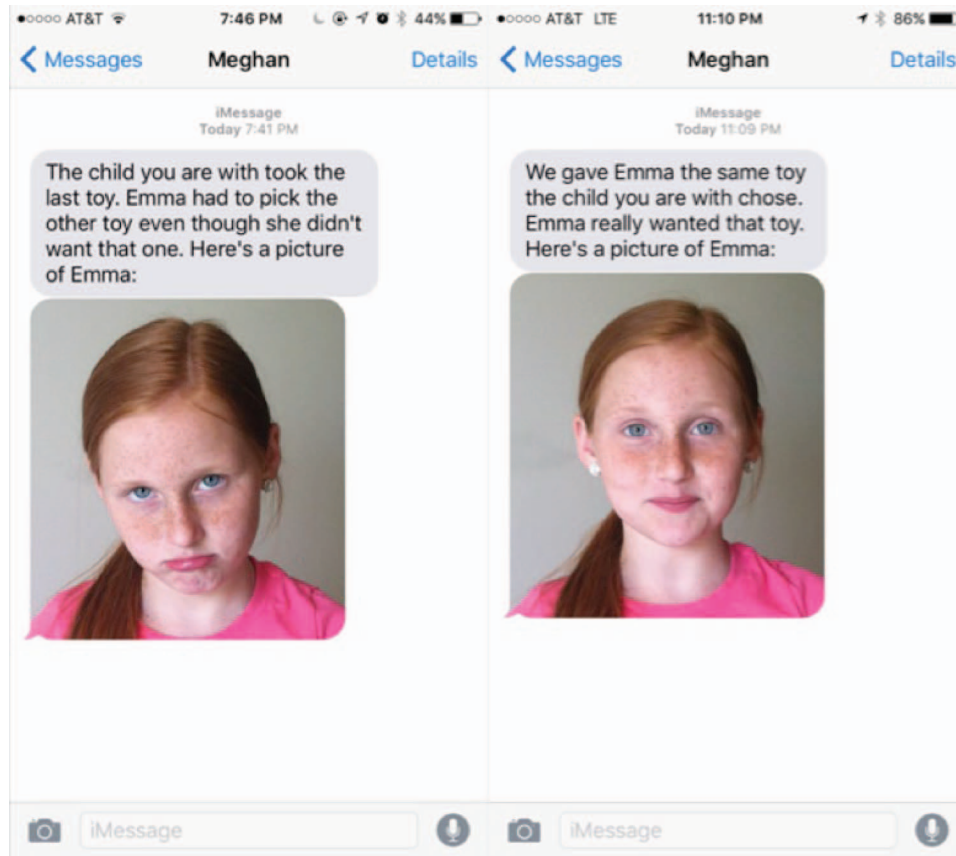 AT&T 7:46 PM 44%
Messages Meghan Details
iMessage
Today 7:41 PM
The child you are with took the
last toy. Emma had to pick the
other toy even though she didn't
want that one. Here's a picture
of Emma:
iMessage
AT&T LTE 11:10 PM 86%
Messages Meghan Details
iMessage
Today 11:09 PM
We gave Emma the same toy
the child you are with chose.
Emma really wanted that toy.
Here's a picture of Emma:
iMessage